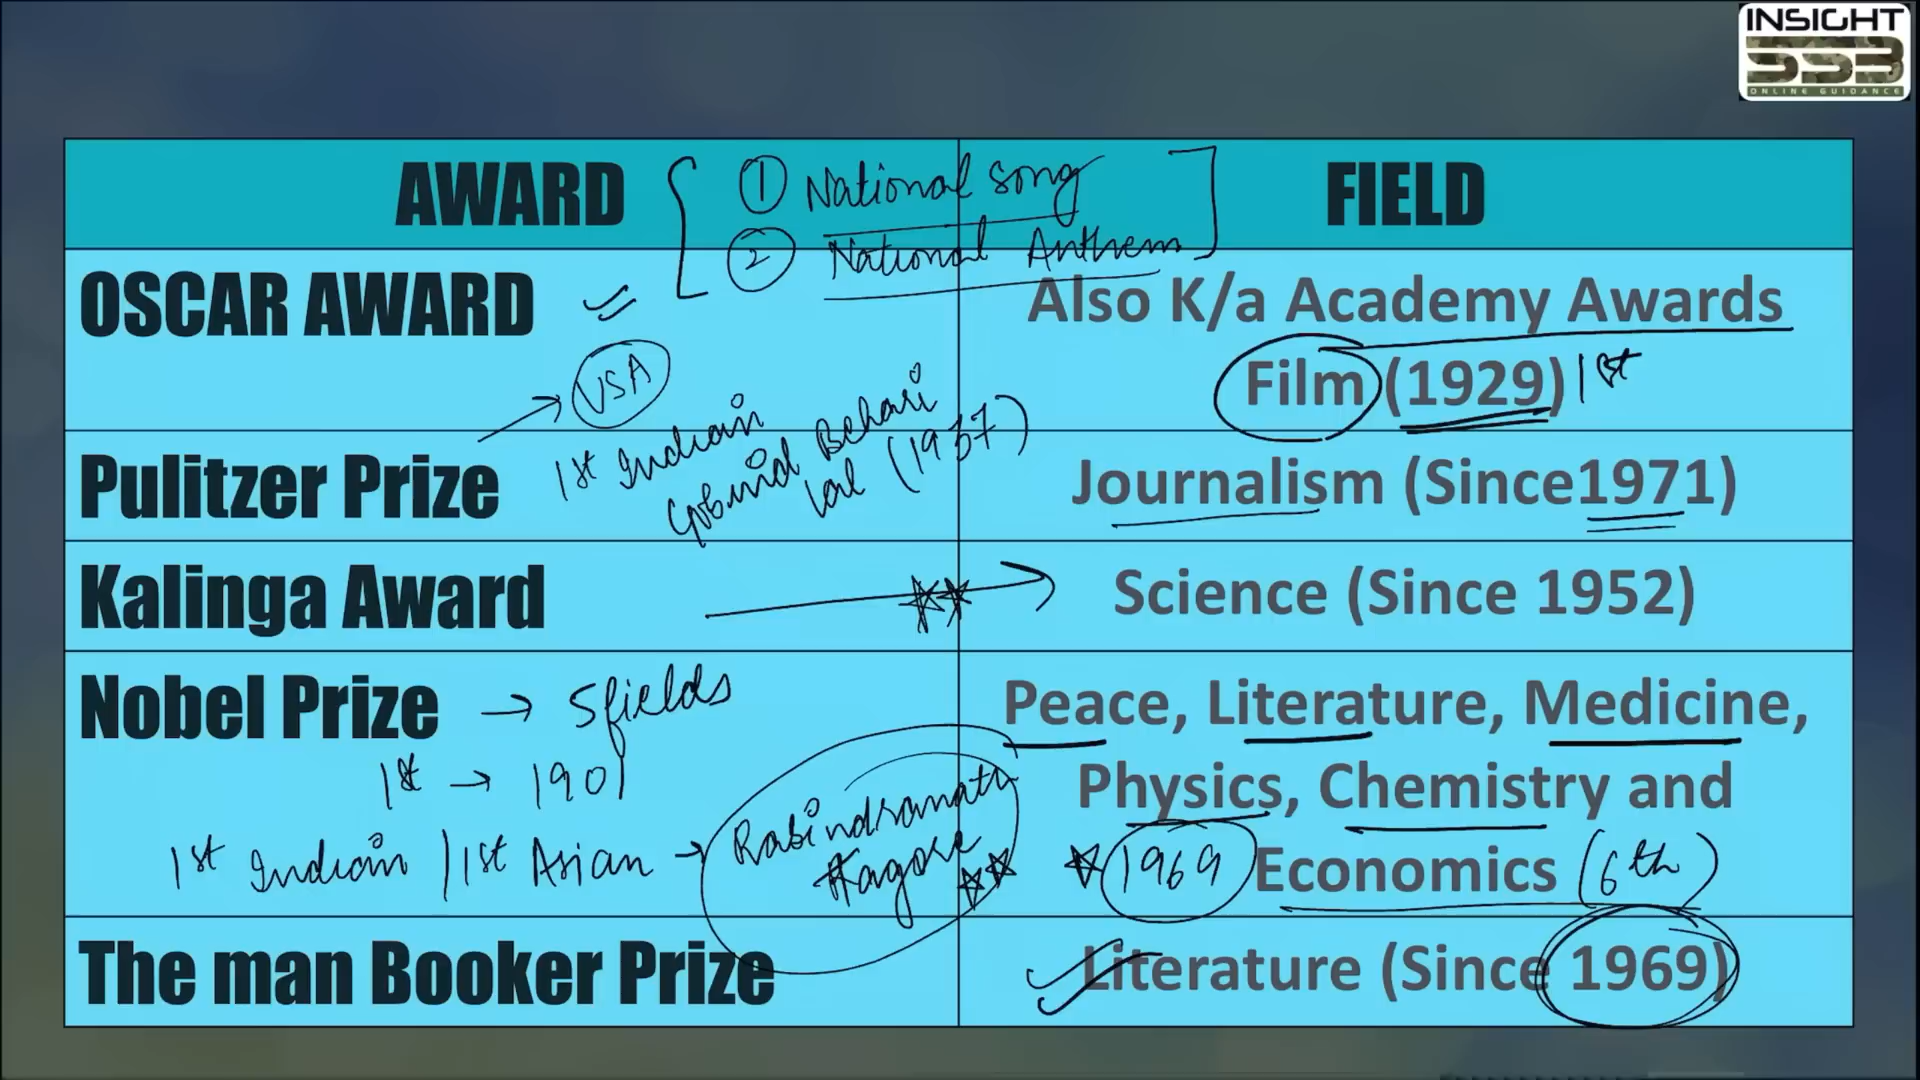 INSIGHT
SSB
ONLINE GUIDANCE
AWARD
FIELD
① National song
② National Anthem
OSCAR AWARD
Also K/a Academy Awards
Film (1929) 1st
USA
Pulitzer Prize
1st Indian
Gobind Behari
Lal (1937)
Journalism (Since1971)
Kalinga Award
Science (Since 1952)
Nobel Prize → 5 fields
1st → 1901
1st Indian / 1st Asian → Rabindranath
Tagore
Peace, Literature, Medicine,
Physics, Chemistry and
1969 Economics (6th)
The man Booker Prize
Literature (Since 1969)